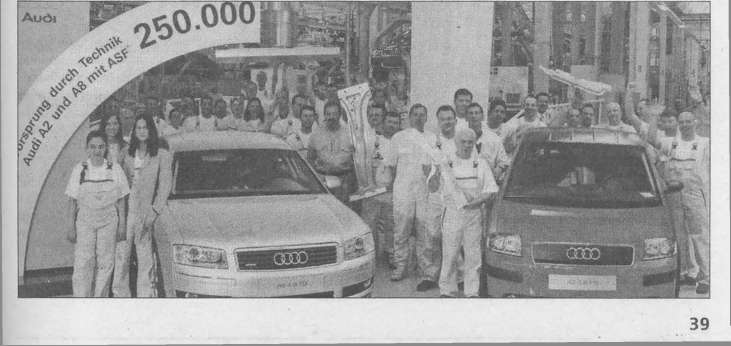 Audi
250.000
Vorsprung durch Technik
Audi A2 und A8 mit ASF®
39